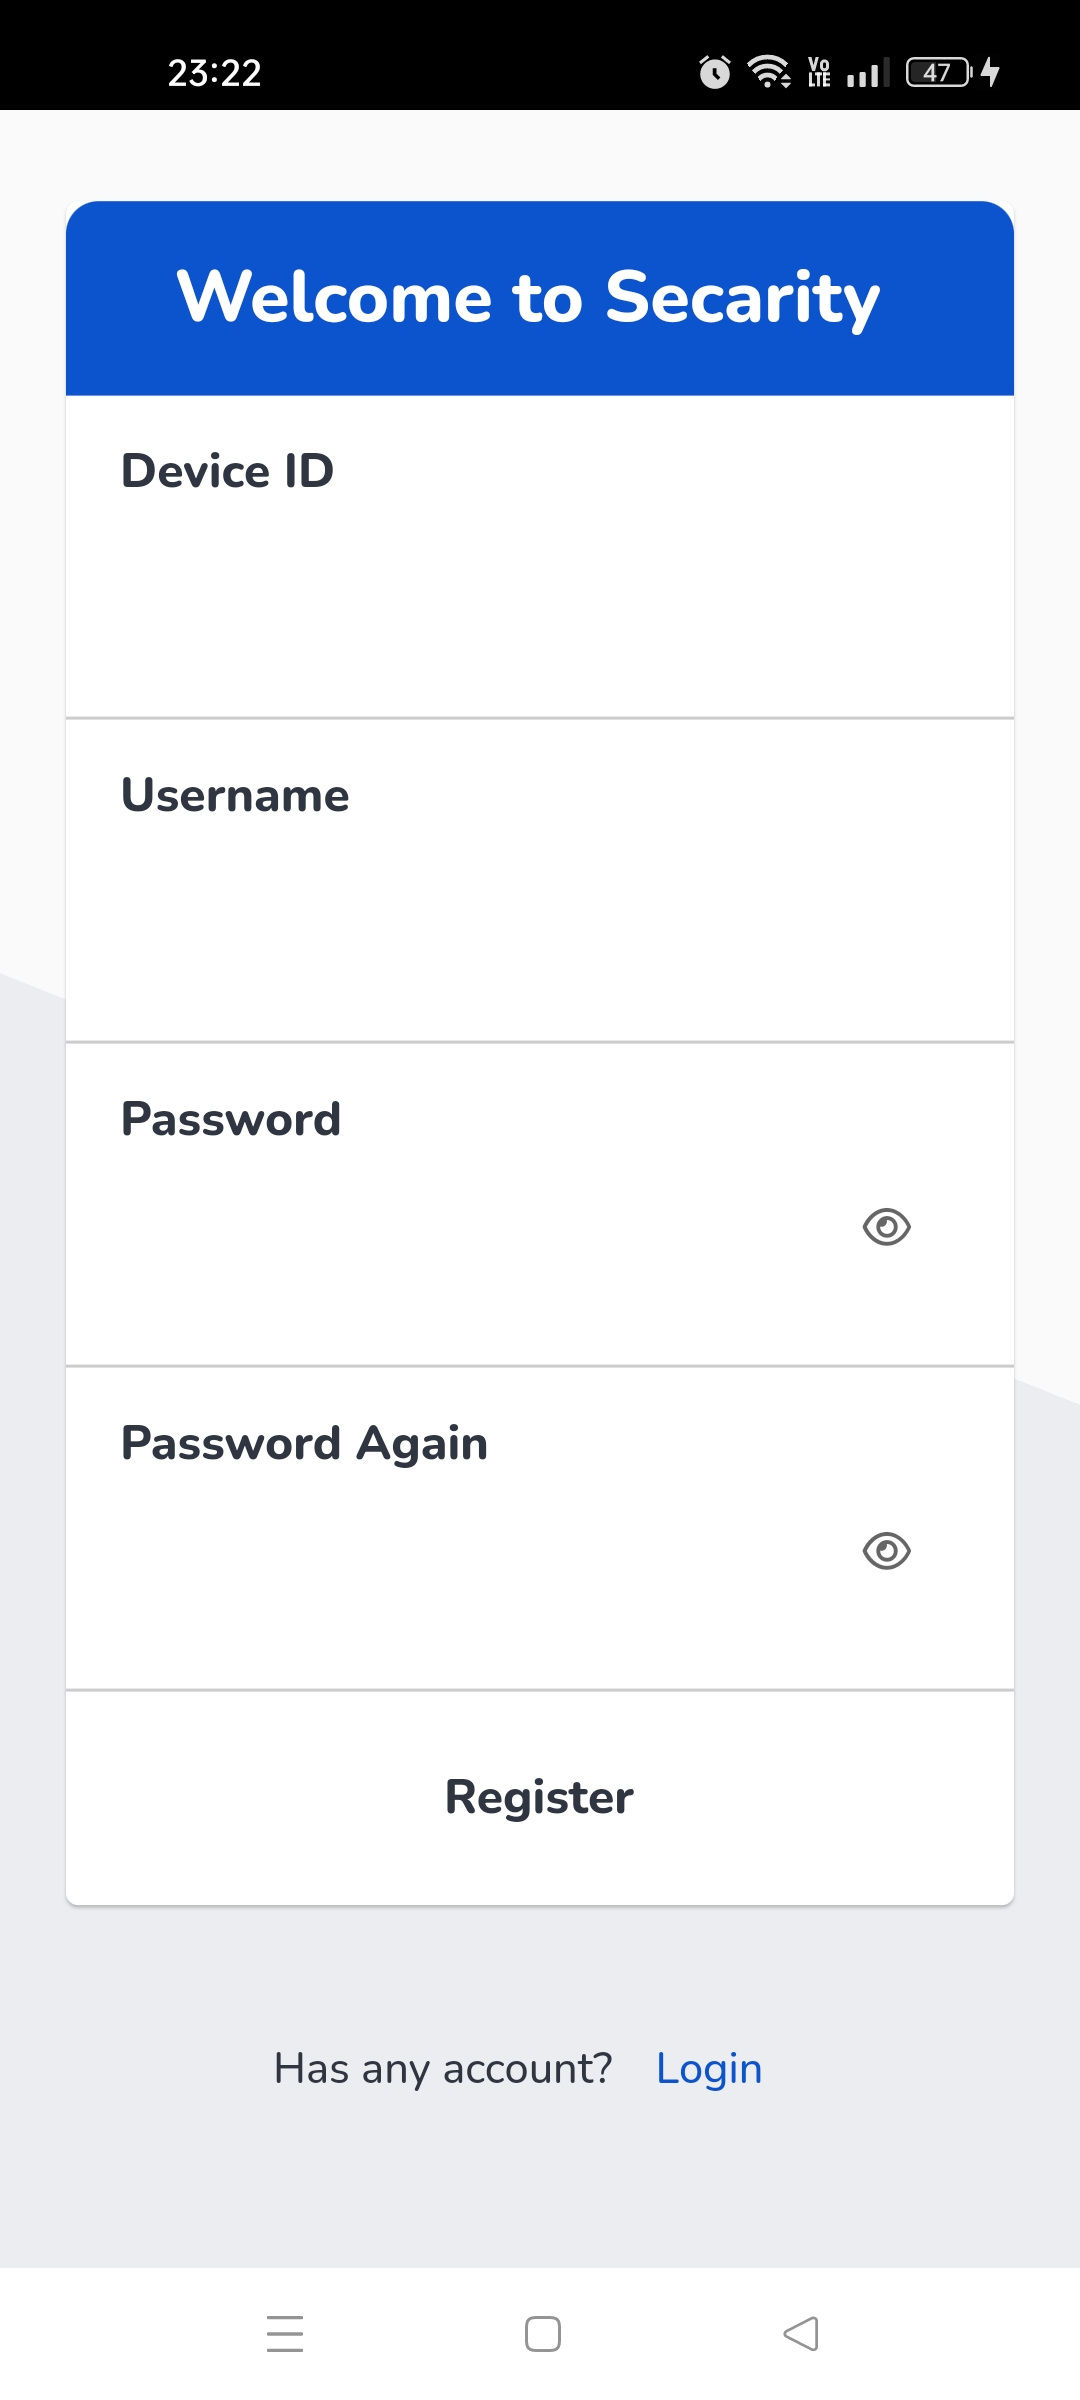 23:22 Vo LTE 47
Welcome to Secarity
Device ID
Username
Password
Password Again
Register
Has any account? Login